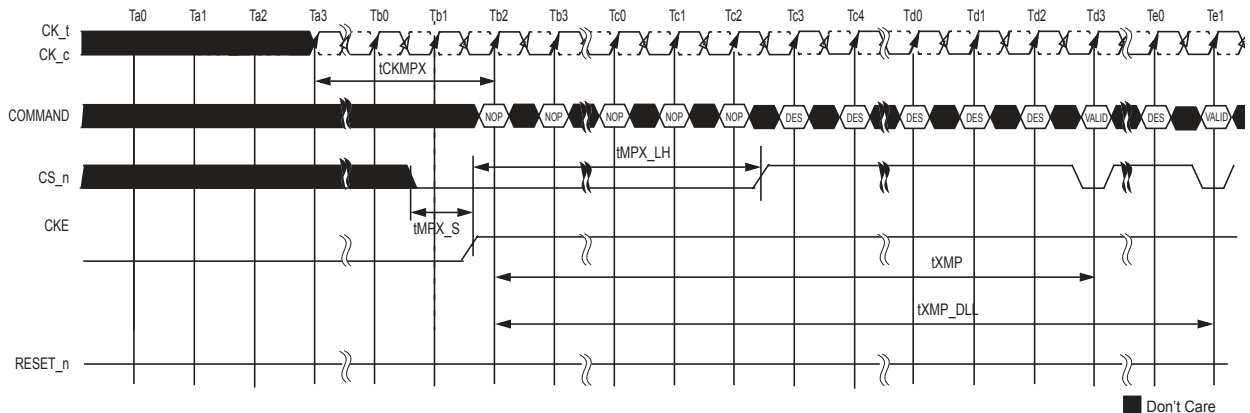 Ta0 Ta1 Ta2 Ta3 Tb0 Tb1 Tb2 Tb3 Tc0 Tc1 Tc2 Tc3 Tc4 Td0 Td1 Td2 Td3 Te0 Te1
CK_t
CK_c
tCKMPX
COMMAND NOP NOP NOP NOP NOP DES DES DES DES DES VALID DES VALID
tMPX_LH
CS_n
tMPX_S
CKE
tXMP
tXMP_DLL
RESET_n
Don't Care